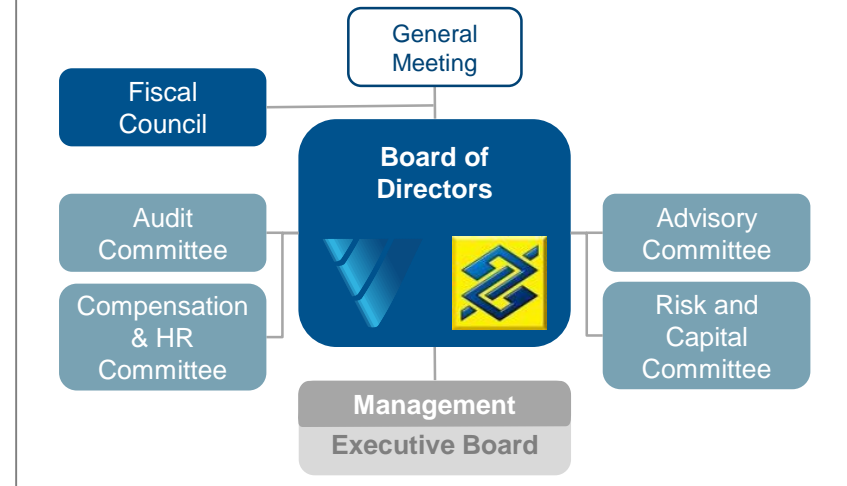 General
Meeting
Fiscal
Council
Board of
Directors
Audit
Committee
Advisory
Committee
Compensation
& HR
Committee
Risk and
Capital
Committee
Management
Executive Board